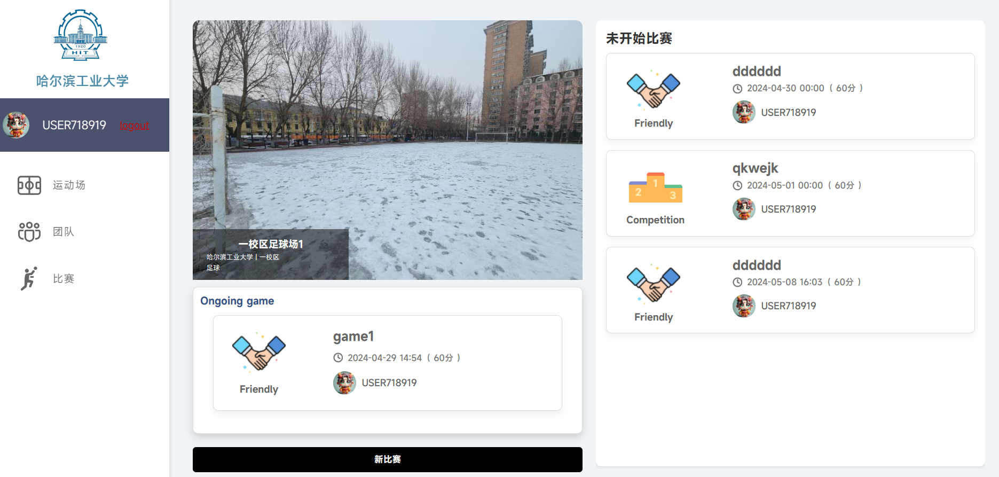 1920
HIT
哈尔滨工业大学
USER718919
logout
运动场
团队
比赛
一校区足球场1
哈尔滨工业大学 | 一校区
足球
Ongoing game
game1
2024-04-29 14:54 ( 60分 )
USER718919
Friendly
新比赛
未开始比赛
dddddd
2024-04-30 00:00 ( 60分 )
USER718919
Friendly
qkwejk
2024-05-01 00:00 ( 60分 )
1
2
3
USER718919
Competition
dddddd
2024-05-08 16:03 ( 60分 )
USER718919
Friendly